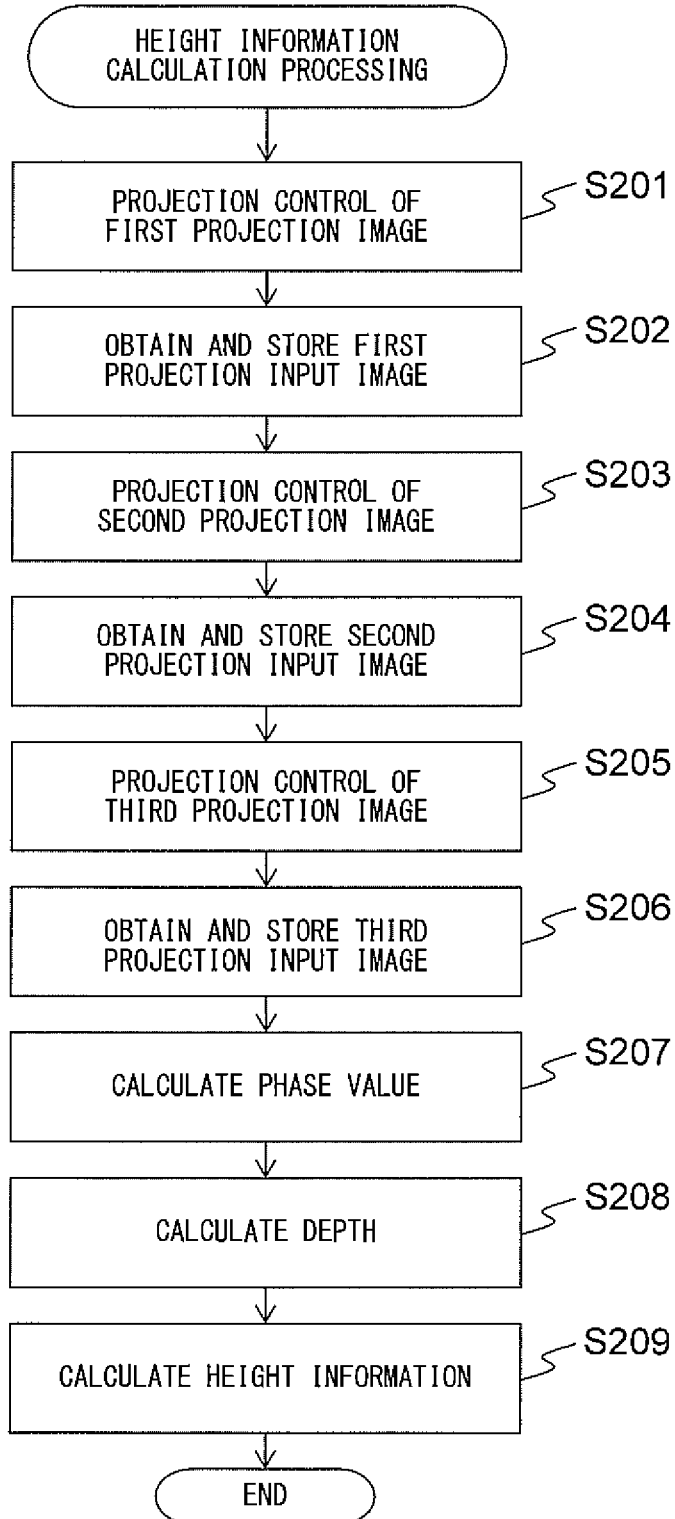 HEIGHT INFORMATION
CALCULATION PROCESSING
PROJECTION CONTROL OF
FIRST PROJECTION IMAGE
S201
OBTAIN AND STORE FIRST
PROJECTION INPUT IMAGE
S202
PROJECTION CONTROL OF
SECOND PROJECTION IMAGE
S203
OBTAIN AND STORE SECOND
PROJECTION INPUT IMAGE
S204
PROJECTION CONTROL OF
THIRD PROJECTION IMAGE
S205
OBTAIN AND STORE THIRD
PROJECTION INPUT IMAGE
S206
CALCULATE PHASE VALUE
S207
CALCULATE DEPTH
S208
CALCULATE HEIGHT INFORMATION
S209
END